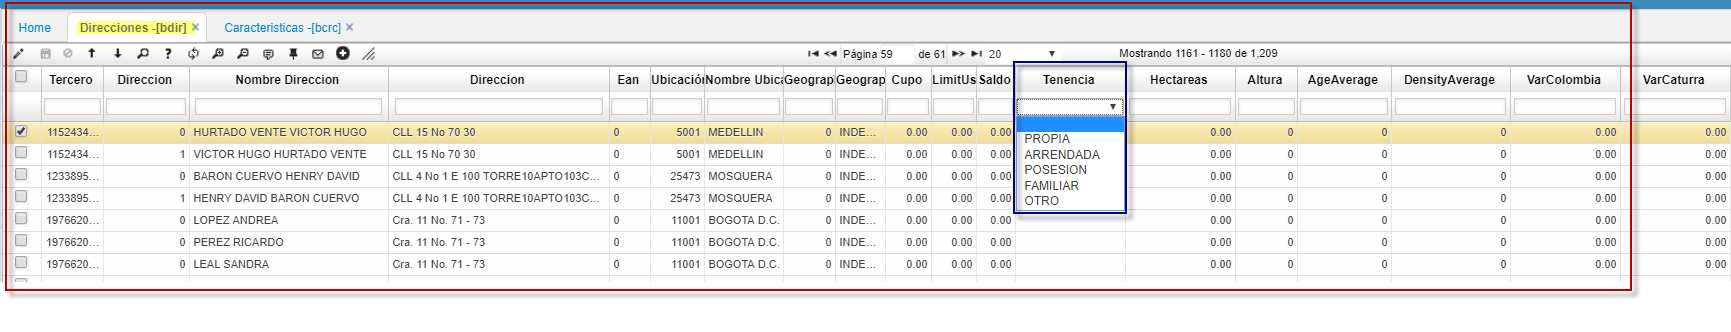 Home Direcciones -[bdir] × Caracteristicas -[bcrc] ×
Página 59 de 61 20 Mostrando 1161 - 1180 de 1,209
Tercero Direccion Nombre Direccion Direccion Ean Ubicación Nombre Ubica Geograp Geograp Cupo LimitUs Saldo Tenencia Hectareas Altura AgeAverage DensityAverage VarColombia VarCaturra
1152434... 0 HURTADO VENTE VICTOR HUGO CLL 15 No 70 30 0 5001 MEDELLIN 0 INDE... 0.00 0.00 0.00 0.00 0 0 0 0.00 0.00
PROPIA
ARRENDADA
POSESION
FAMILIAR
OTRO
1152434... 1 VICTOR HUGO HURTADO VENTE CLL 15 No 70 30 0 5001 MEDELLIN 0 INDE... 0.00 0.00 0.00 0.00 0 0 0 0.00 0.00
1233895... 0 BARON CUERVO HENRY DAVID CLL 4 No 1 E 100 TORRE10APTO103C... 0 25473 MOSQUERA 0 INDE... 0.00 0.00 0.00 0.00 0 0 0 0.00 0.00
1233895... 1 HENRY DAVID BARON CUERVO CLL 4 No 1 E 100 TORRE10APTO103C... 0 25473 MOSQUERA 0 INDE... 0.00 0.00 0.00 0.00 0 0 0 0.00 0.00
1976620... 0 LOPEZ ANDREA Cra. 11 No. 71 - 73 0 11001 BOGOTA D.C. 0 INDE... 0.00 0.00 0.00 0.00 0 0 0 0.00 0.00
1976620... 0 PEREZ RICARDO Cra. 11 No. 71 - 73 0 11001 BOGOTA D.C. 0 INDE... 0.00 0.00 0.00 0.00 0 0 0 0.00 0.00
1976620... 0 LEAL SANDRA Cra. 11 No. 71 - 73 0 11001 BOGOTA D.C. 0 INDE... 0.00 0.00 0.00 0.00 0 0 0 0.00 0.00